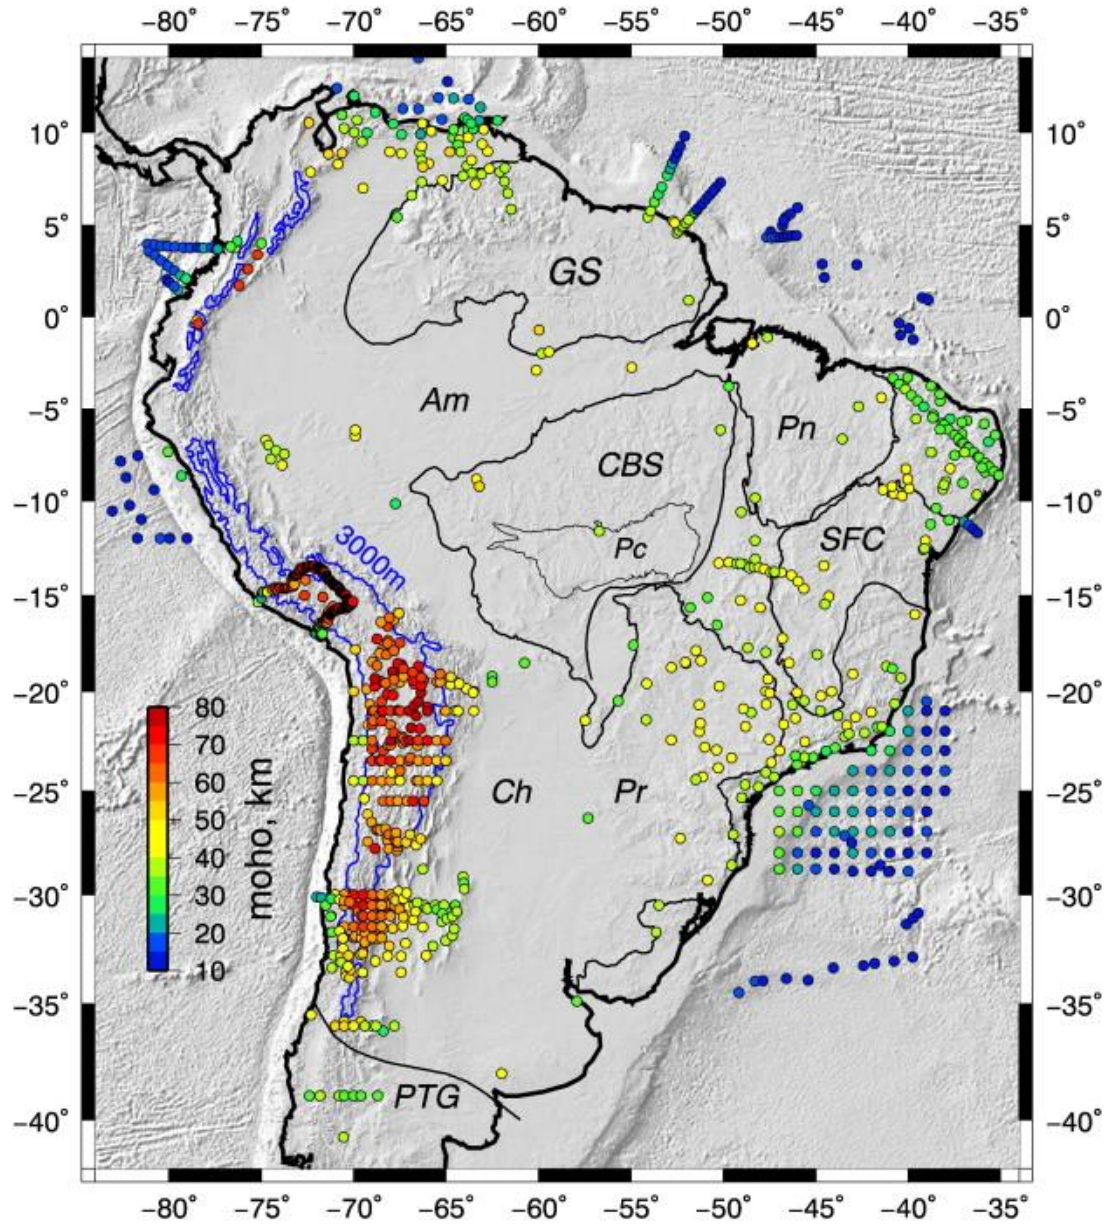 −80° −75° −70° −65° −60° −55° −50° −45° −40° −35°
10° 10°
5° 5°
GS
0° 0°
Am
−5° −5°
Pn
CBS
−10° −10°
3000m
Pc
SFC
−15° −15°
−20° −20°
80
70
60
50
40
30
20
10
moho, km
−25° −25°
Ch
Pr
−30° −30°
−35° −35°
PTG
−40° −40°
−80° −75° −70° −65° −60° −55° −50° −45° −40° −35°